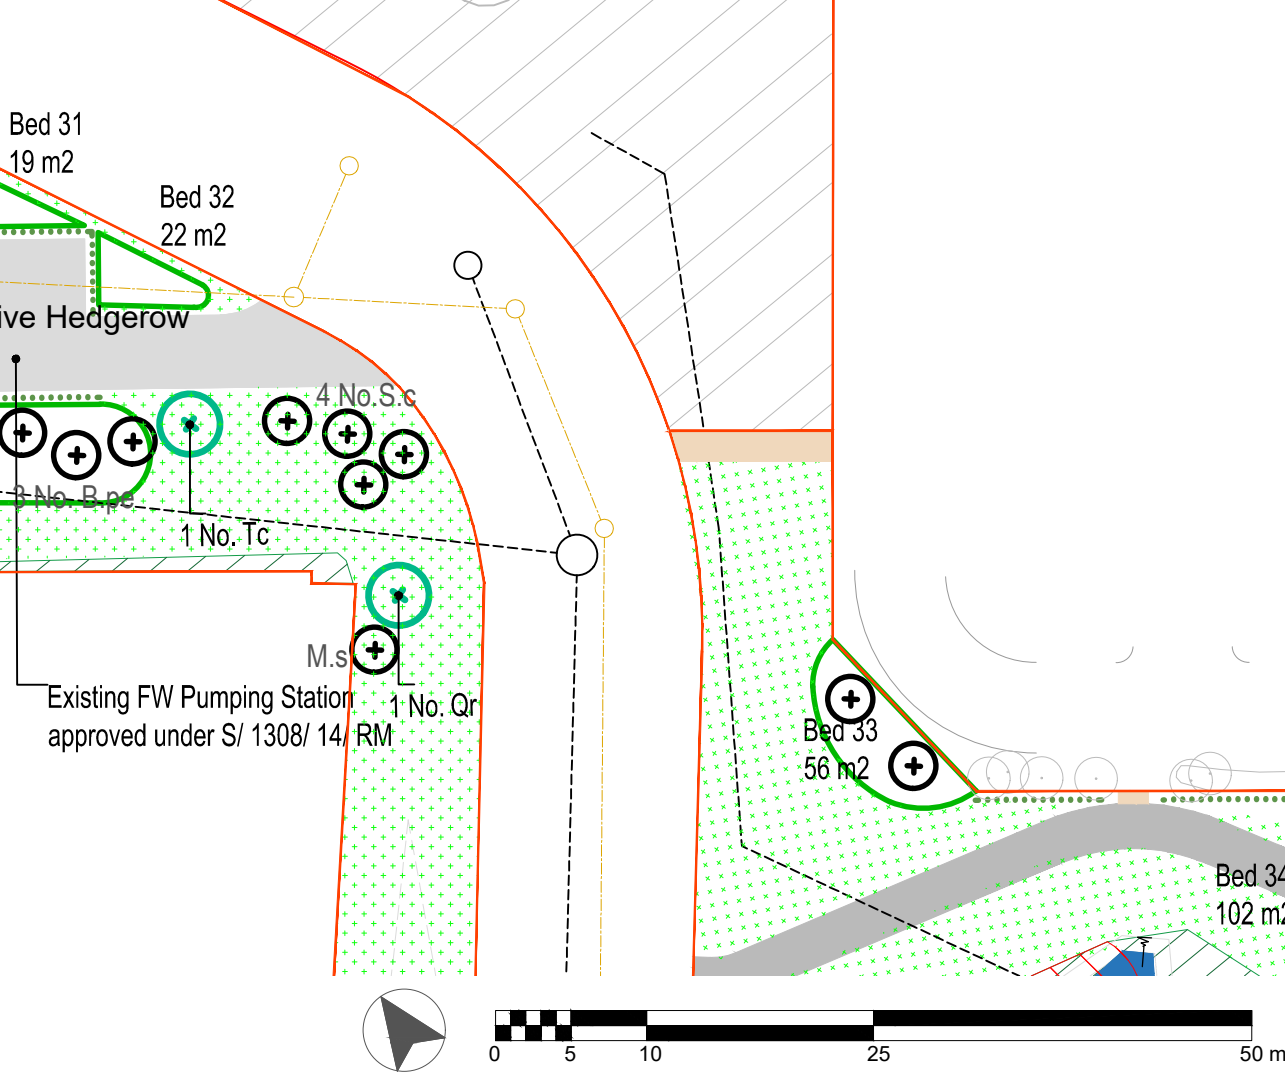 Bed 31
19 m2
Bed 32
22 m2
ive Hedgerow
4 No.S.c
3 No. B.pe
1 No. Tc
M.s
1 No. Qr
Existing FW Pumping Station
approved under S/ 1308/ 14/ RM
Bed 33
56 m2
Bed 34
102 m2
0 5 10 25 50 m